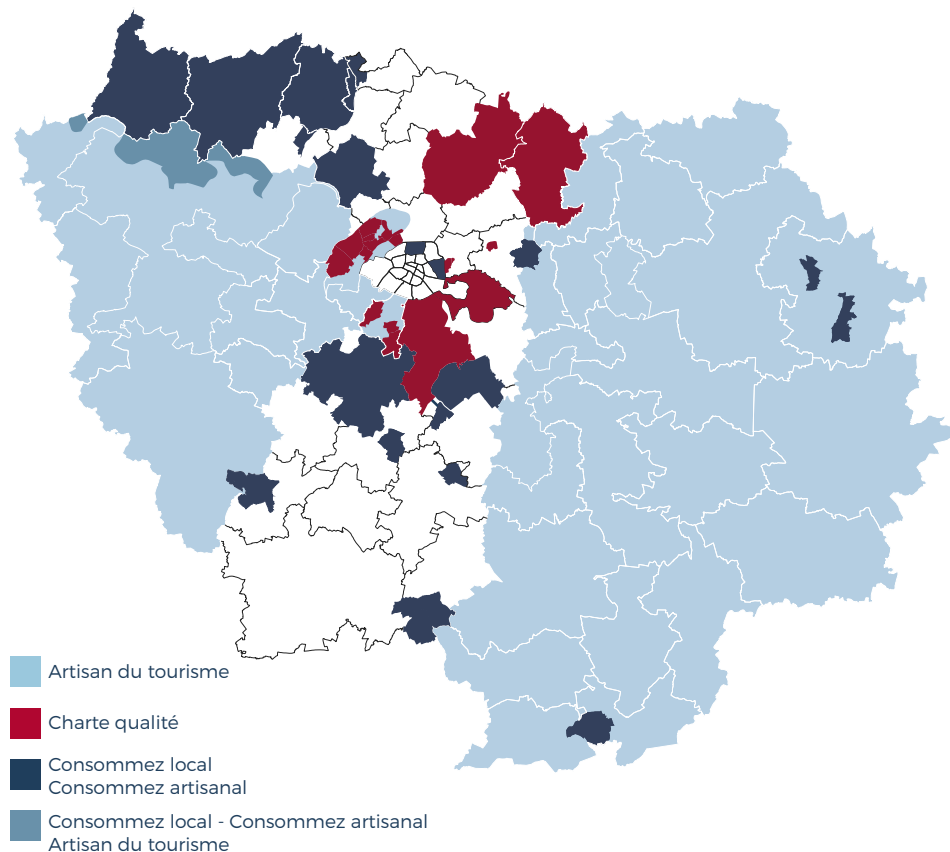 Artisan du tourisme
Charte qualité
Consommez local
Consommez artisanal
Consommez local - Consommez artisanal
Artisan du tourisme